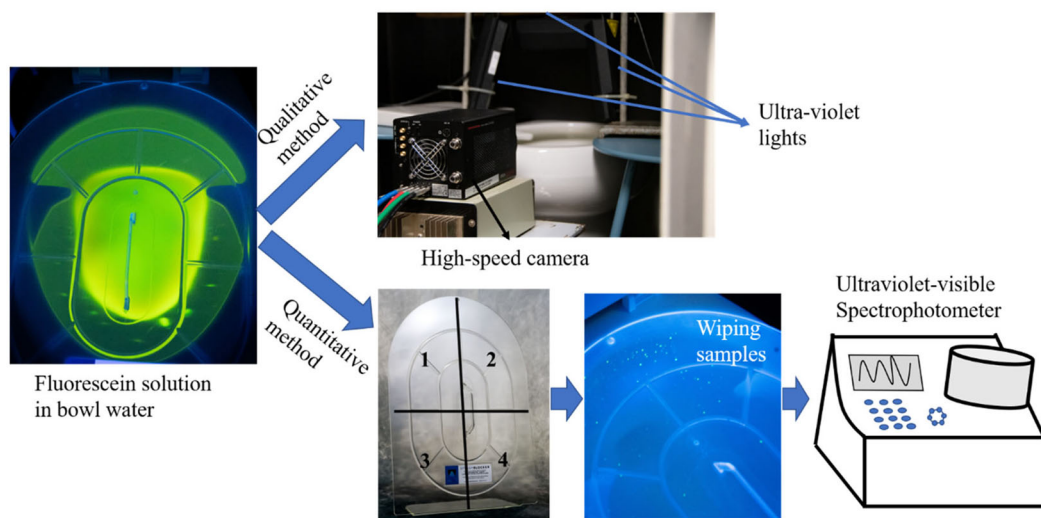 Qualitative
method
Ultra-violet
lights
High-speed camera
Fluorescein solution
in bowl water
Quantitative
method
1
2
3
4
Wiping
samples
Ultraviolet-visible
Spectrophotometer